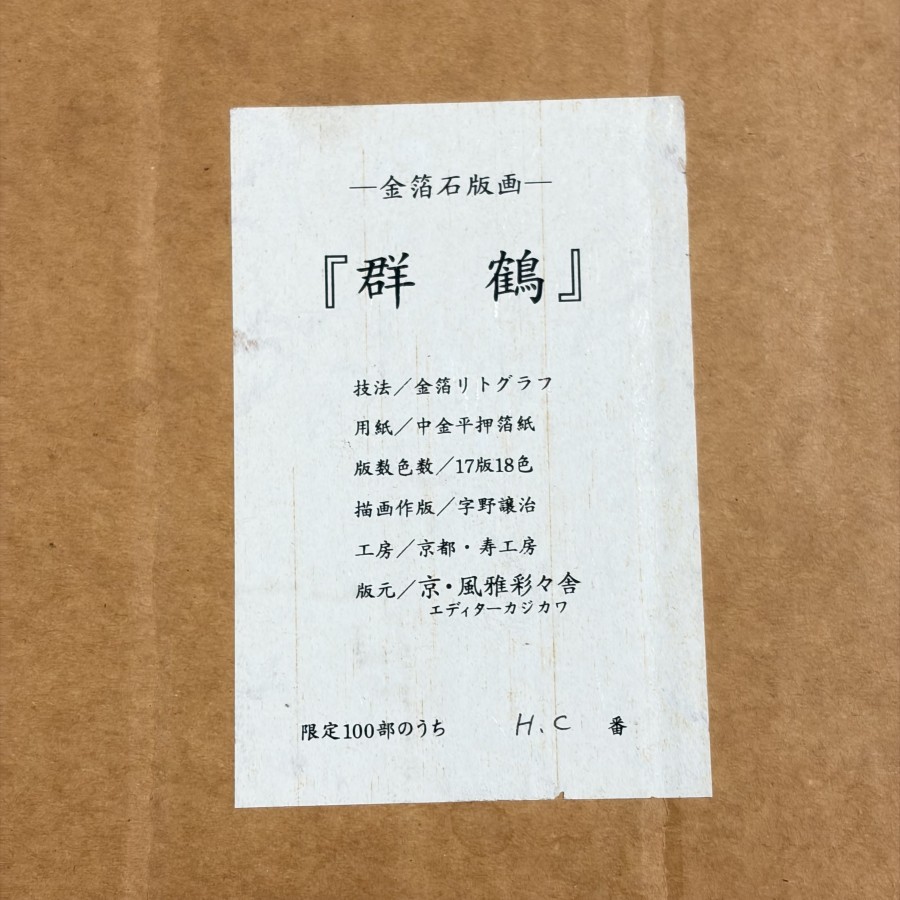 ―金箔石版画―
『群 鶴』
技法／金箔リトグラフ
用紙／中金平押箔紙
版数色数／17版18色
描画作版／字野譲治
工房／京都・寿工房
版元／京・風雅彩々舎
エディターカジカワ
限定100部のうち H.C 番